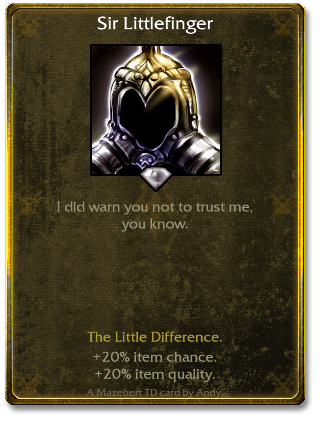 Sir Littlefinger
I did warn you not to trust me,
you know.
The Little Difference.
+20% item chance.
+20% item quality.
A Mazebert TD card by Andy.